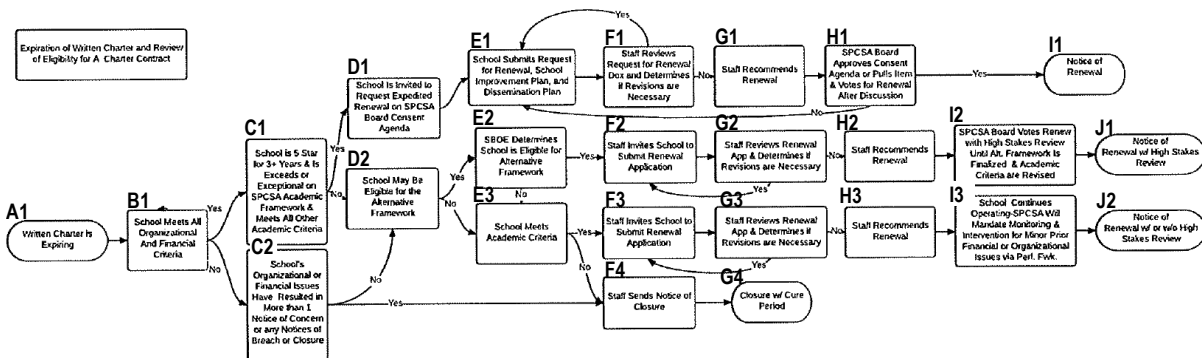 Expiration of Written Charter and Review
of Eligibility for A Charter Contract
A1
Written Charter Is
Expiring
B1
School Meets All
Organizational
And Financial
Criteria
Yes
No
C1
School is 5 Star
for 3+ Years & Is
Exceeds or
Exceptional on
SPCSA Academic
Framework &
Meets All Other
Academic Criteria
Yes
No
C2
School's
Organizational or
Financial Issues
Have Resulted in
More than 1
Notice of Concern
or any Notices of
Breach or Closure
No
Yes
D1
School Is Invited to
Request Expedited
Renewal on SPCSA
Board Consent
Agenda
D2
School May Be
Eligible for the
Alternative
Framework
Yes
No
E1
School Submits Request
for Renewal, School
Improvement Plan, and
Dissemination Plan
Yes
F1
Staff Reviews
Request for Renewal
Dox and Determines
if Revisions are
Necessary
No
G1
Staff Recommends
Renewal
H1
SPCSA Board
Approves Consent
Agenda or Pulls Item
& Votes for Renewal
After Discussion
No
Yes
I1
Notice of
Renewal
E2
SBOE Determines
School is Eligible for
Alternative
Framework
Yes
No
F2
Staff Invites School to
Submit Renewal
Application
G2
Staff Reviews Renewal
App & Determines if
Revisions are Necessary
Yes
No
H2
Staff Recommends
Renewal
I2
SPCSA Board Votes Renew
with High Stakes Review
Until Alt. Framework Is
Finalized & Academic
Criteria are Revised
J1
Notice of
Renewal w/ High Stakes
Review
E3
School Meets
Academic Criteria
Yes
No
F3
Staff Invites School to
Submit Renewal
Application
G3
Staff Reviews Renewal
App & Determines if
Revisions are Necessary
Yes
No
H3
Staff Recommends
Renewal
I3
School Continues
Operating-SPCSA Will
Mandate Monitoring &
Intervention for Minor Prior
Financial or Organizational
Issues via Perf. Fwk.
J2
Notice of
Renewal w/ or w/o High
Stakes Review
F4
Staff Sends Notice of
Closure
G4
Closure w/ Cure
Period